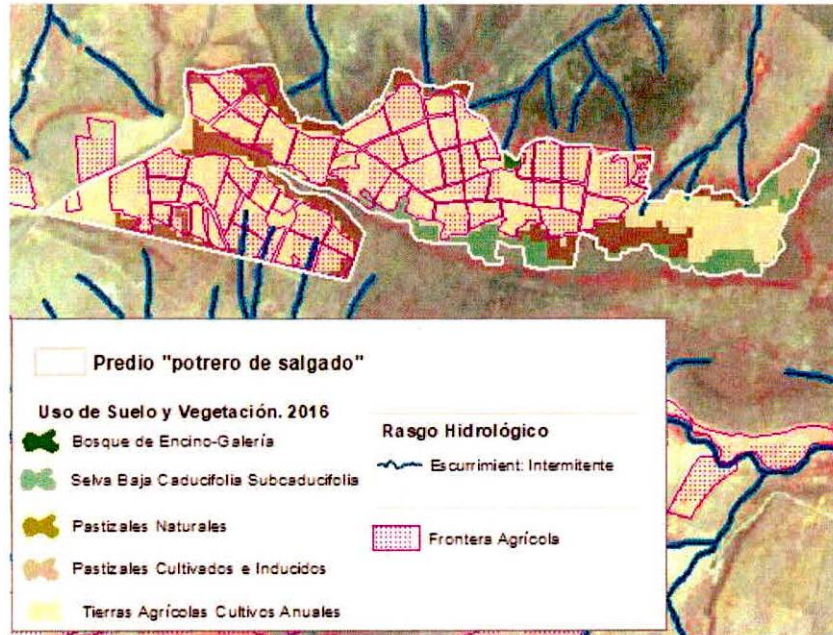 Predio "potrero de salgado"
Uso de Suelo y Vegetación. 2016
Bosque de Encino-Galería
Selva Baja Caducifolia Subcaducifolia
Pastizales Naturales
Pastizales Cultivados e Inducidos
Tierras Agrícolas Cultivos Anuales
Rasgo Hidrológico
Escurrimient: Intermitente
Frontera Agrícola